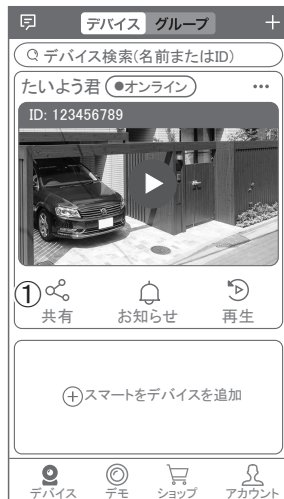 デバイス グループ
デバイス検索(名前またはID)
たいよう君 オンライン
ID: 123456789
①
共有 お知らせ 再生
スマートをデバイスを追加
デバイス デモ ショップ アカウント